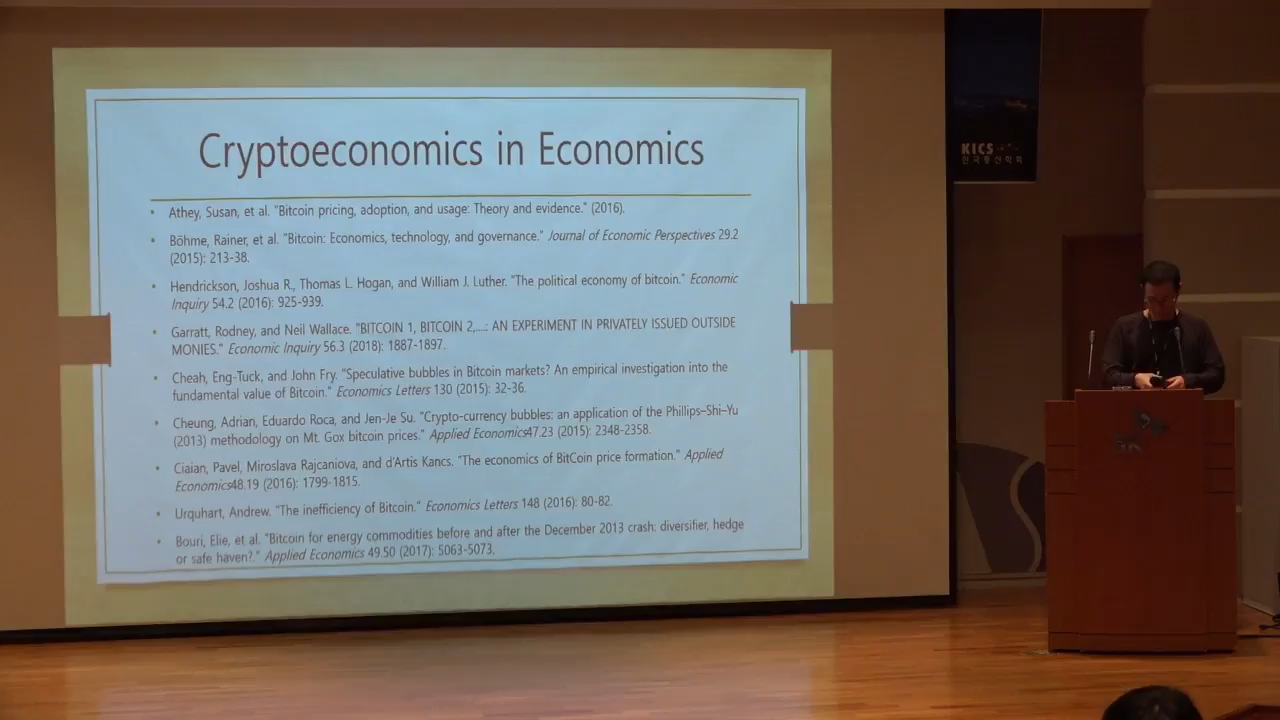 Cryptoeconomics in Economics
• Athey, Susan, et al. "Bitcoin pricing, adoption, and usage: Theory and evidence." (2016).
• Böhme, Rainer, et al. "Bitcoin: Economics, technology, and governance." Journal of Economic Perspectives 29.2
(2015): 213-38.
• Hendrickson, Joshua R., Thomas L. Hogan, and William J. Luther. "The political economy of bitcoin." Economic
Inquiry 54.2 (2016): 925-939.
• Garratt, Rodney, and Neil Wallace. "BITCOIN 1, BITCOIN 2,....: AN EXPERIMENT IN PRIVATELY ISSUED OUTSIDE
MONIES." Economic Inquiry 56.3 (2018): 1887-1897.
• Cheah, Eng-Tuck, and John Fry. "Speculative bubbles in Bitcoin markets? An empirical investigation into the
fundamental value of Bitcoin." Economics Letters 130 (2015): 32-36.
• Cheung, Adrian, Eduardo Roca, and Jen-Je Su. "Crypto-currency bubbles: an application of the Phillips–Shi–Yu
(2013) methodology on Mt. Gox bitcoin prices." Applied Economics47.23 (2015): 2348-2358.
• Ciaian, Pavel, Miroslava Rajcaniova, and d'Artis Kancs. "The economics of BitCoin price formation." Applied
Economics48.19 (2016): 1799-1815.
• Urquhart, Andrew. "The inefficiency of Bitcoin." Economics Letters 148 (2016): 80-82.
• Bouri, Elie, et al. "Bitcoin for energy commodities before and after the December 2013 crash: diversifier, hedge
or safe haven?." Applied Economics 49.50 (2017): 5063-5073.
KICS
한국통신학회
SK